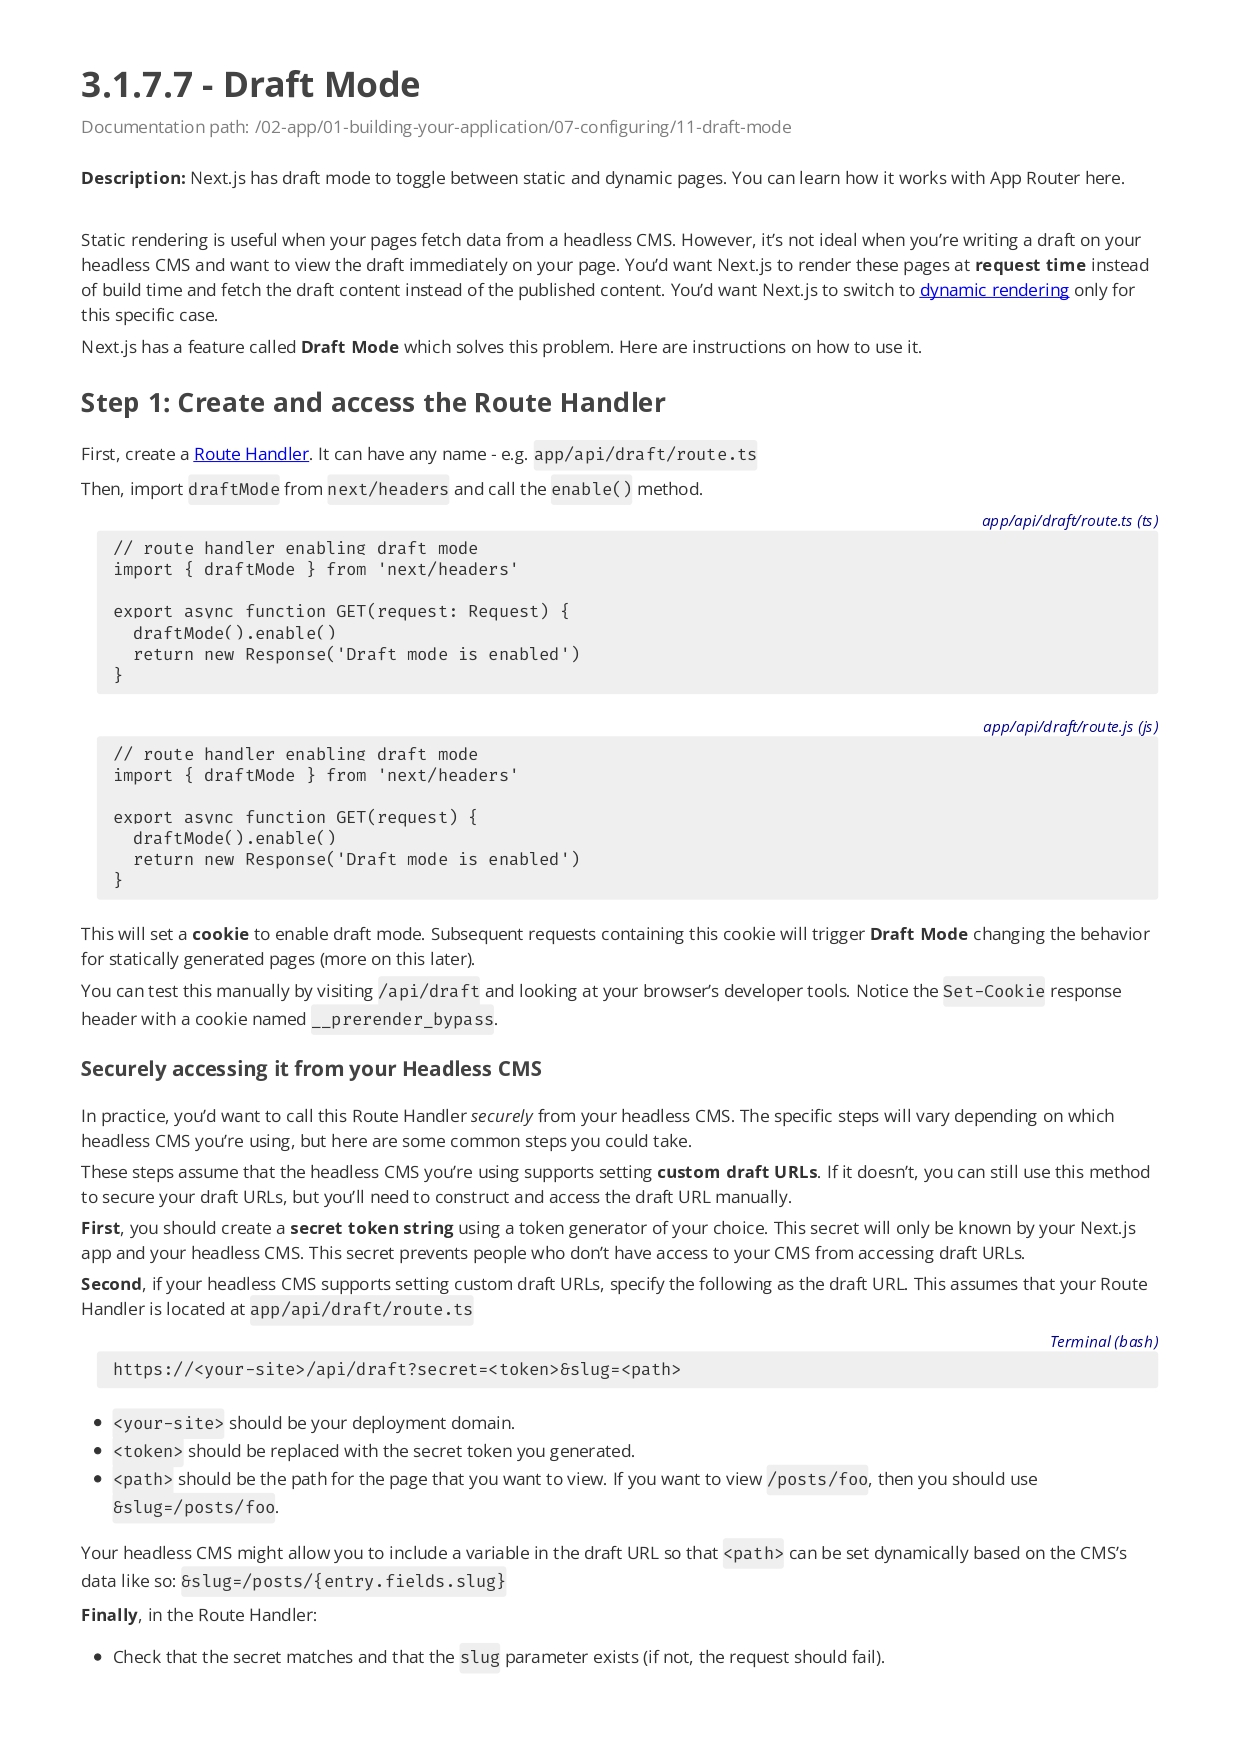 3.1.7.7 - Draft Mode
Documentation path: /02-app/01-building-your-application/07-configuring/11-draft-mode
Description: Next.js has draft mode to toggle between static and dynamic pages. You can learn how it works with App Router here.
Static rendering is useful when your pages fetch data from a headless CMS. However, it’s not ideal when you’re writing a draft on your
headless CMS and want to view the draft immediately on your page. You’d want Next.js to render these pages at request time instead
of build time and fetch the draft content instead of the published content. You’d want Next.js to switch to dynamic rendering only for
this specific case.
Next.js has a feature called Draft Mode which solves this problem. Here are instructions on how to use it.
Step 1: Create and access the Route Handler
First, create a Route Handler. It can have any name - e.g. app/api/draft/route.ts
Then, import draftMode from next/headers and call the enable() method.
app/api/draft/route.ts (ts)
// route handler enabling draft mode
import { draftMode } from 'next/headers'
export async function GET(request: Request) {
  draftMode().enable()
  return new Response('Draft mode is enabled')
}
app/api/draft/route.js (js)
// route handler enabling draft mode
import { draftMode } from 'next/headers'
export async function GET(request) {
  draftMode().enable()
  return new Response('Draft mode is enabled')
}
This will set a cookie to enable draft mode. Subsequent requests containing this cookie will trigger Draft Mode changing the behavior
for statically generated pages (more on this later).
You can test this manually by visiting /api/draft and looking at your browser’s developer tools. Notice the Set-Cookie response
header with a cookie named __prerender_bypass.
Securely accessing it from your Headless CMS
In practice, you’d want to call this Route Handler securely from your headless CMS. The specific steps will vary depending on which
headless CMS you’re using, but here are some common steps you could take.
These steps assume that the headless CMS you’re using supports setting custom draft URLs. If it doesn’t, you can still use this method
to secure your draft URLs, but you’ll need to construct and access the draft URL manually.
First, you should create a secret token string using a token generator of your choice. This secret will only be known by your Next.js
app and your headless CMS. This secret prevents people who don’t have access to your CMS from accessing draft URLs.
Second, if your headless CMS supports setting custom draft URLs, specify the following as the draft URL. This assumes that your Route
Handler is located at app/api/draft/route.ts
Terminal (bash)
https://<your-site>/api/draft?secret=<token>&slug=<path>
• <your-site> should be your deployment domain.
• <token> should be replaced with the secret token you generated.
• <path> should be the path for the page that you want to view. If you want to view /posts/foo, then you should use
&slug=/posts/foo.
Your headless CMS might allow you to include a variable in the draft URL so that <path> can be set dynamically based on the CMS’s
data like so: &slug=/posts/{entry.fields.slug}
Finally, in the Route Handler:
• Check that the secret matches and that the slug parameter exists (if not, the request should fail).